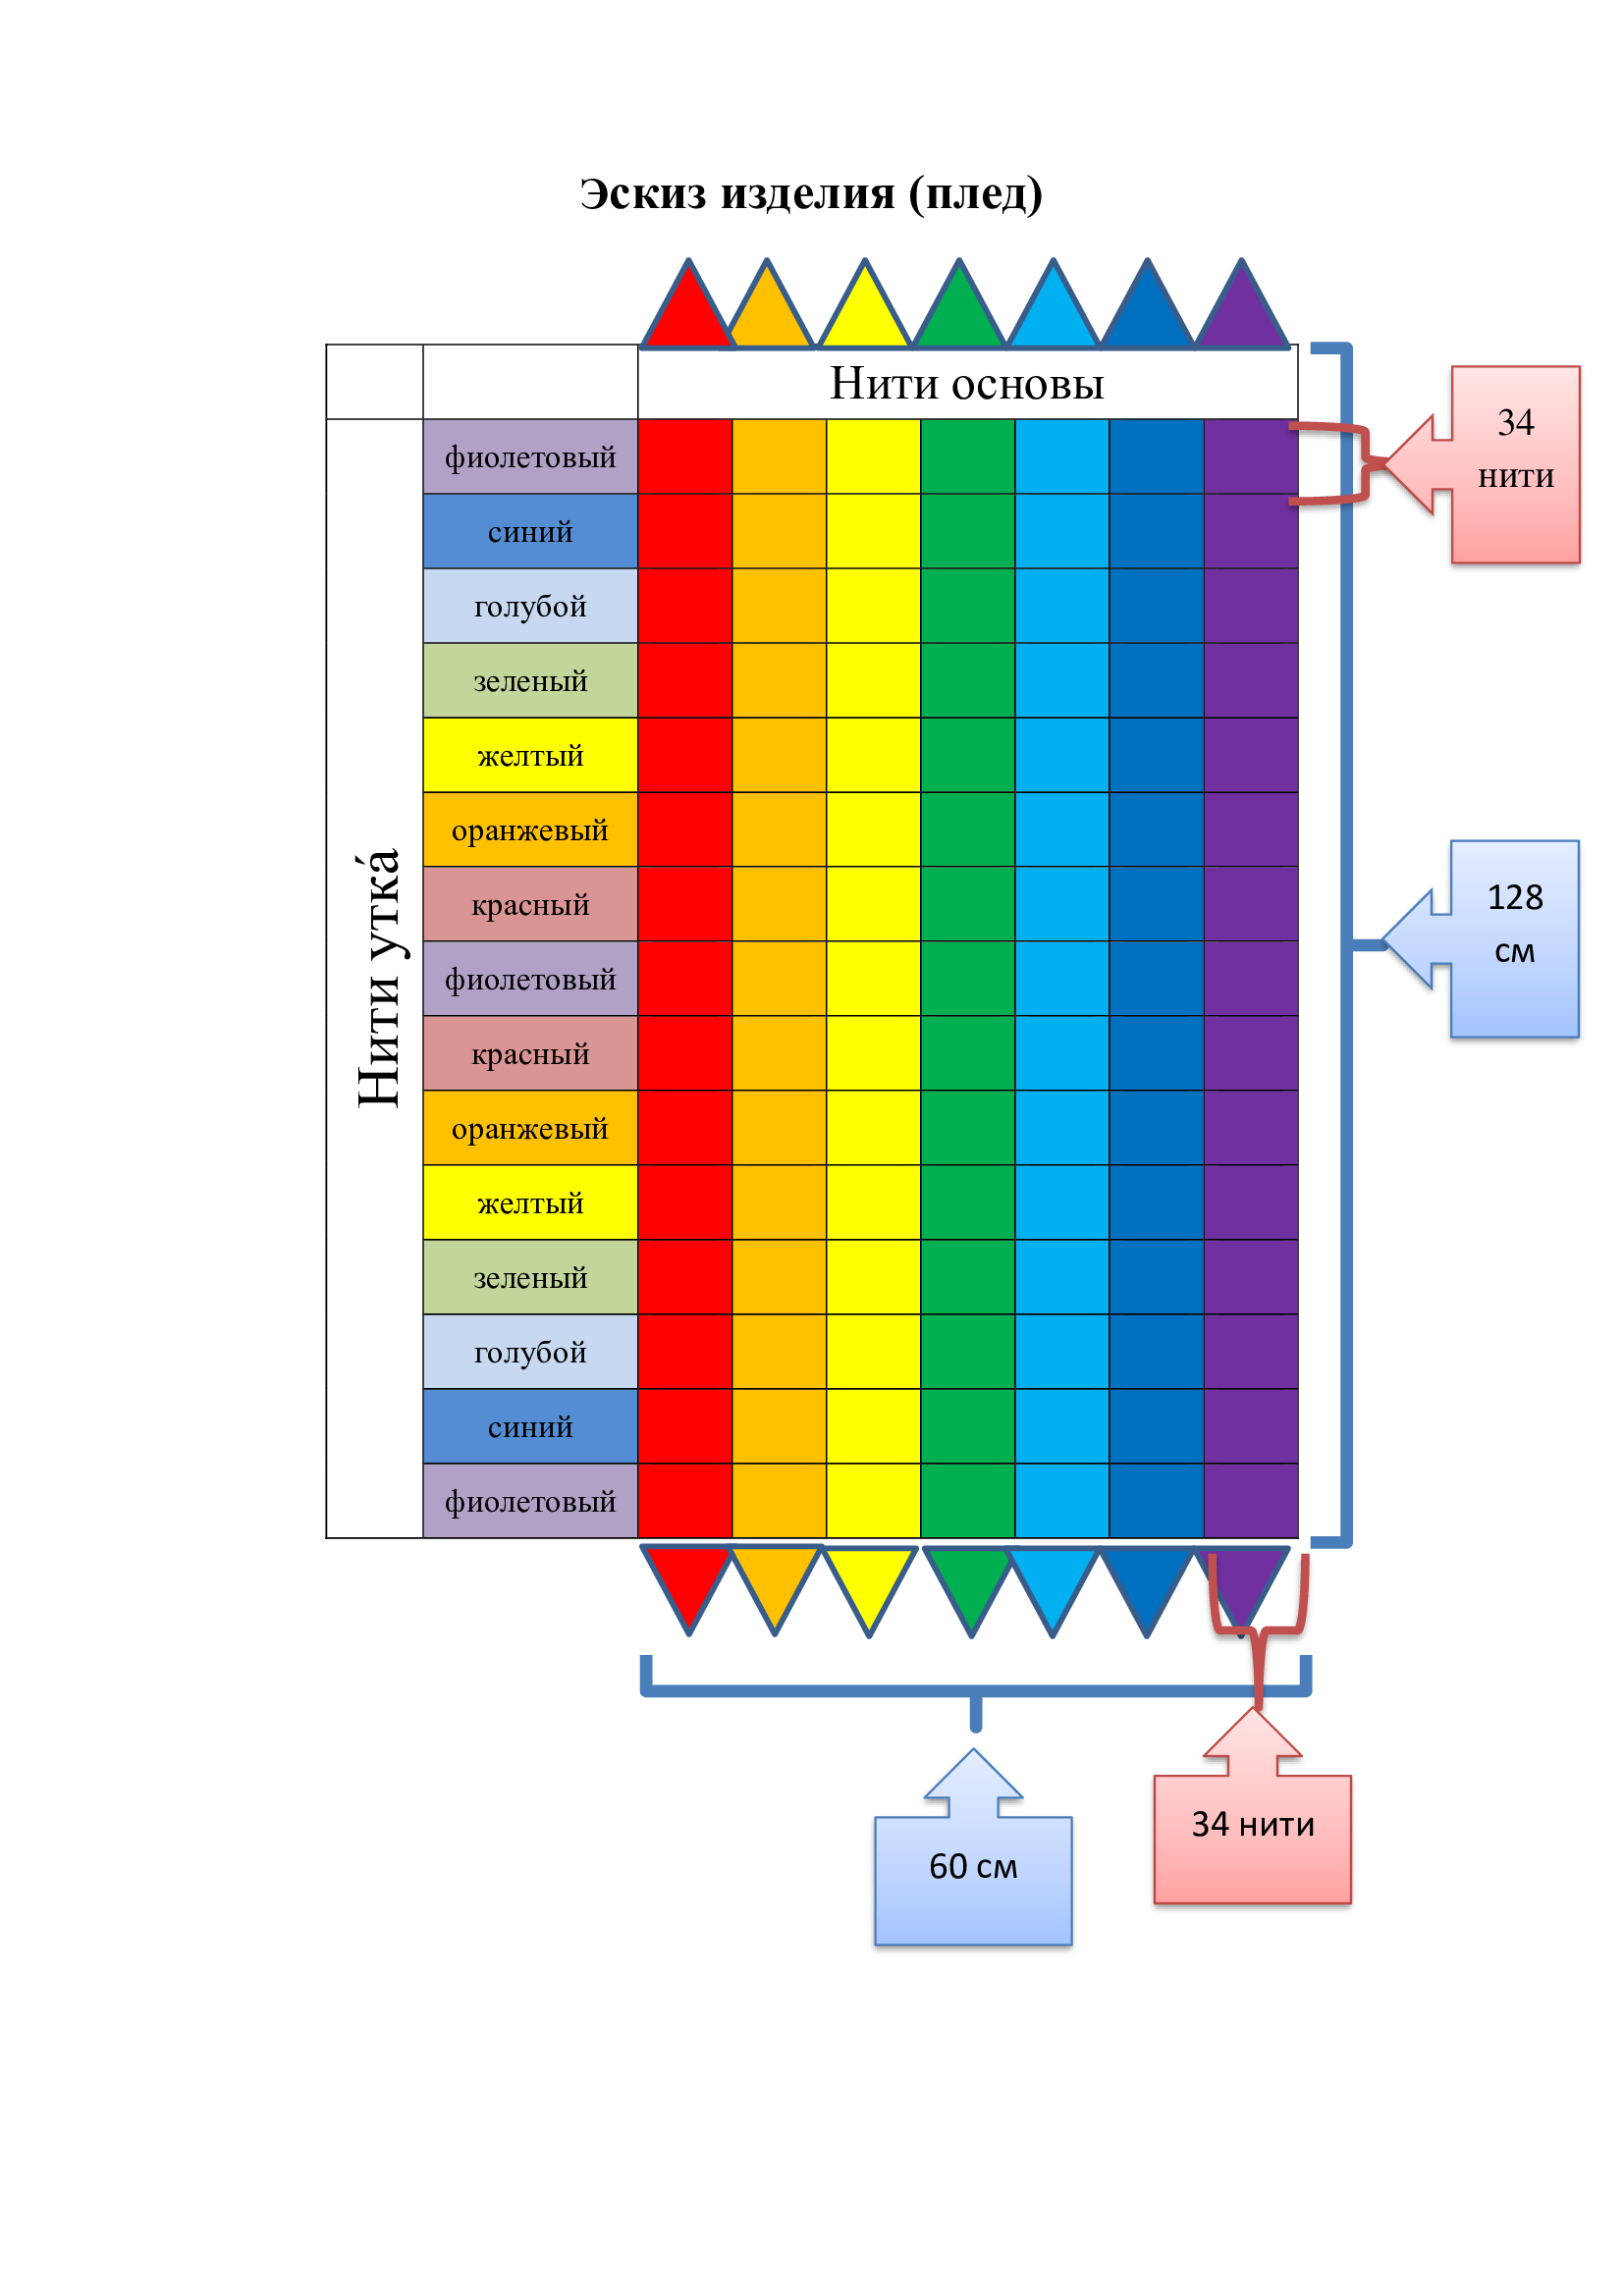 Эскиз изделия (плед)
Нити основы
34
нити
Нити утка́
фиолетовый
синий
голубой
зеленый
желтый
оранжевый
красный
фиолетовый
красный
оранжевый
желтый
зеленый
голубой
синий
фиолетовый
128
см
34 нити
60 см